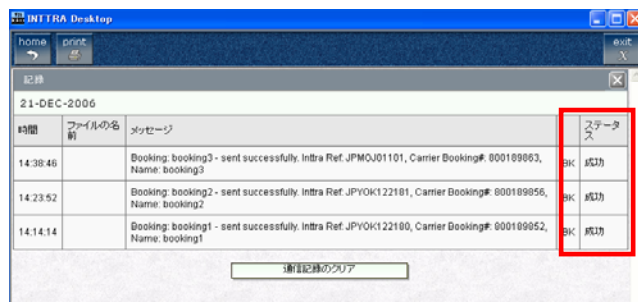 INTTRA Desktop
home print exit
X
記録
21-DEC-2006
時間 ファイルの名前 メッセージ ステータス
14:38:46 Booking: booking3 - sent successfully. Inttra Ref: JPMOJ01101, Carrier Booking#: 800189863, Name: booking3 BK 成功
14:23:52 Booking: booking2 - sent successfully. Inttra Ref: JPYOK122181, Carrier Booking#: 800189856, Name: booking2 BK 成功
14:14:14 Booking: booking1 - sent successfully. Inttra Ref: JPYOK122180, Carrier Booking#: 800189852, Name: booking1 BK 成功
通信記録のクリア